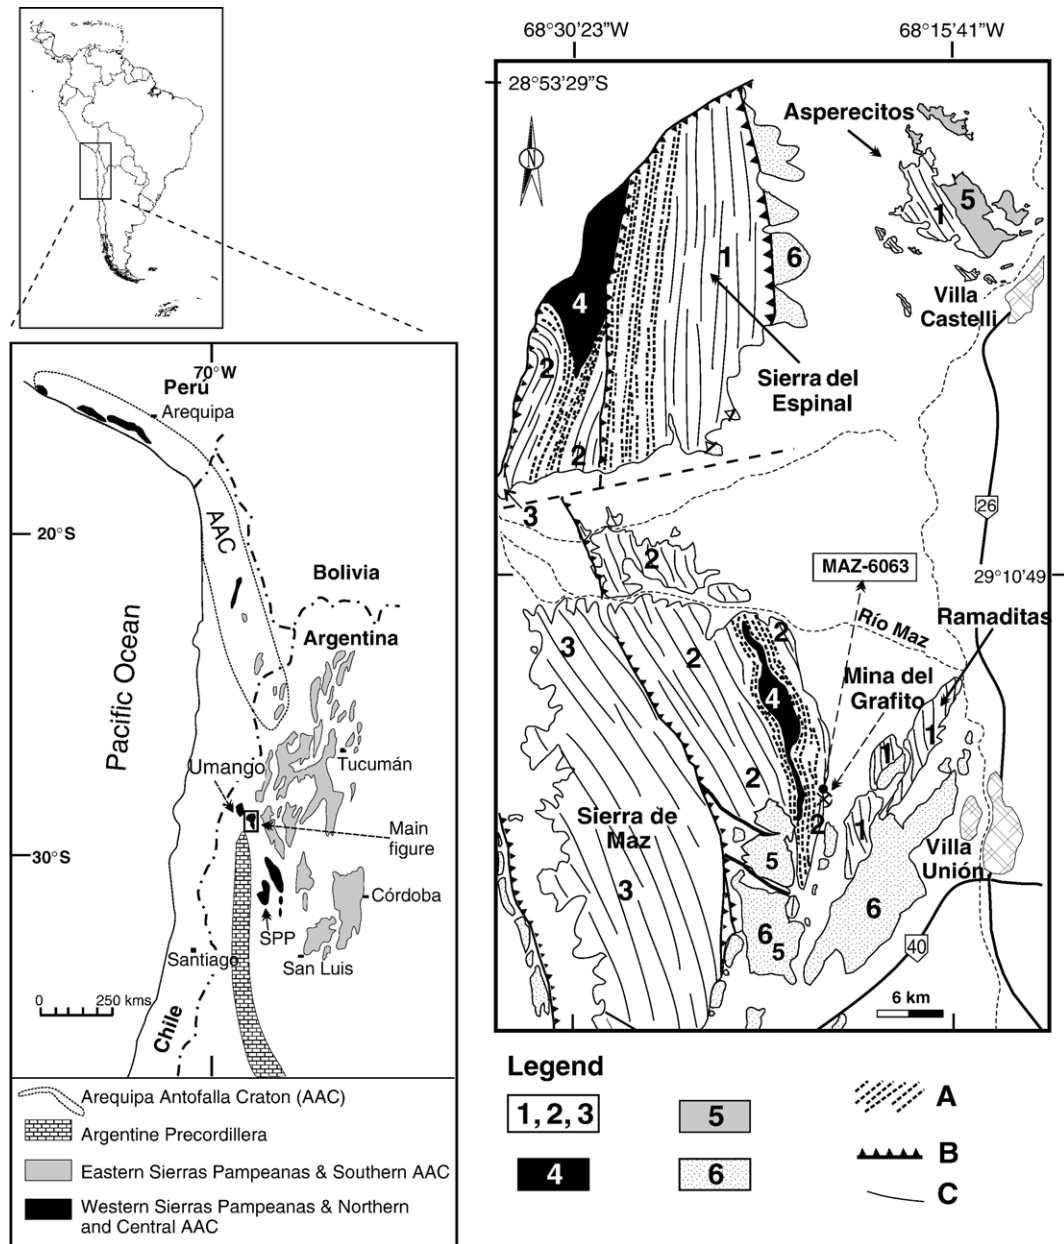 70°W
Perú
Arequipa
20°S
AAC
Bolivia
Argentina
Pacific Ocean
Tucumán
Umango
Main
figure
30°S
Córdoba
SPP
Santiago
San Luis
0 250 kms
Chile
Arequipa Antofalla Craton (AAC)
Argentine Precordillera
Eastern Sierras Pampeanas & Southern AAC
Western Sierras Pampeanas & Northern
and Central AAC
68°30'23"W
68°15'41"W
28°53'29"S
N
Asperecitos
5
1
1
6
4
Villa
Castelli
2
Sierra del
Espinal
2
3
26
2
MAZ-6063
29°10'49
Río Maz
Ramaditas
3
2
2
Mina del
Grafito
4
1
1
2
Sierra de
Maz
2
1
5
Villa
Unión
3
6
6
5
40
6 km
Legend
1, 2, 3
5
A
4
6
B
C